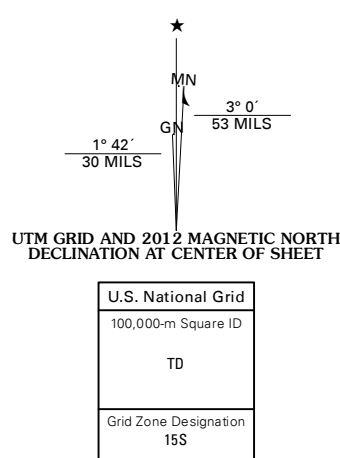 ★
MN
3° 0´
53 MILS
GN
1° 42´
30 MILS
UTM GRID AND 2012 MAGNETIC NORTH
DECLINATION AT CENTER OF SHEET
U.S. National Grid
100,000-m Square ID
TD
Grid Zone Designation
15S